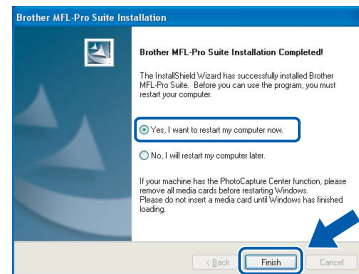 Brother MFL-Pro Suite Installation
Brother MFL-Pro Suite Installation Completed!
The InstallShield Wizard has successfully installed Brother
MFL-Pro Suite. Before you can use the program, you must
restart your computer.
Yes, I want to restart my computer now.
No, I will restart my computer later.
If your machine has the PhotoCapture Center function, please
remove all media cards before restarting Windows.
Please do not insert a media card until Windows has finished
loading.
< Back Finish Cancel